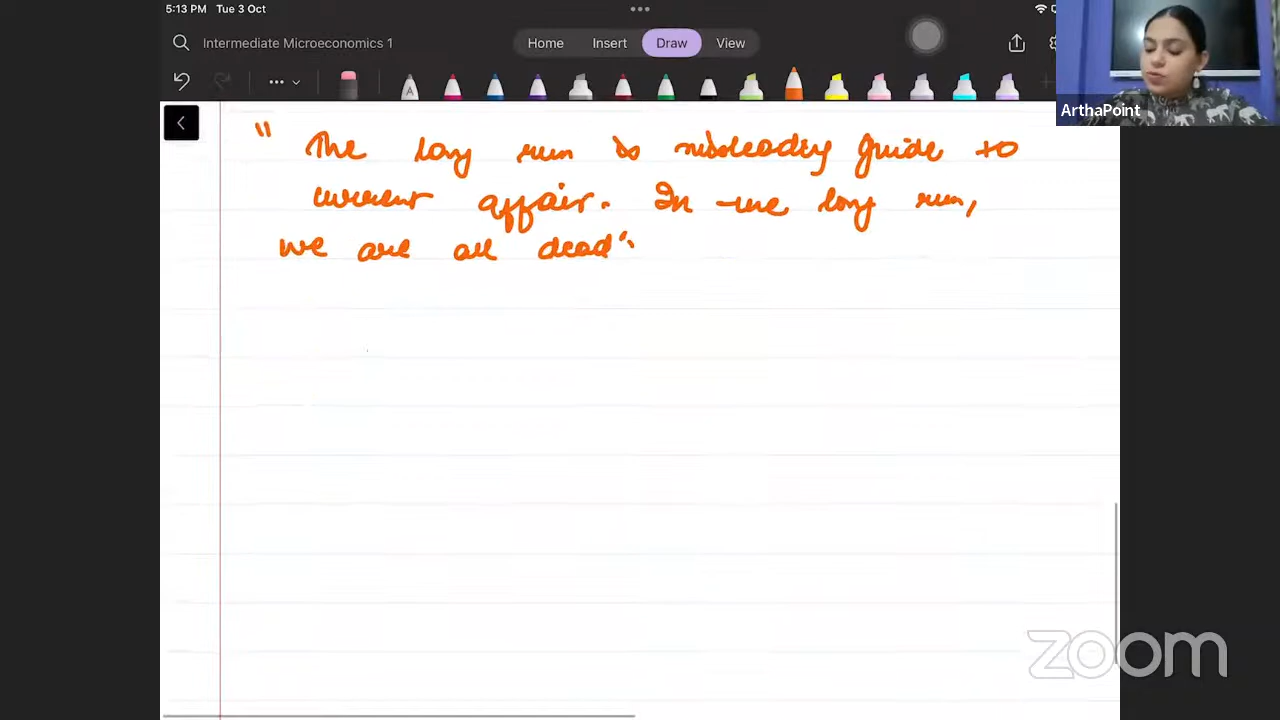 5:13 PM Tue 3 Oct
Intermediate Microeconomics 1
Home Insert Draw View
A
ArthaPoint
" The long run is misleading guide to
current affair. In the long run,
we are all dead".
zoom